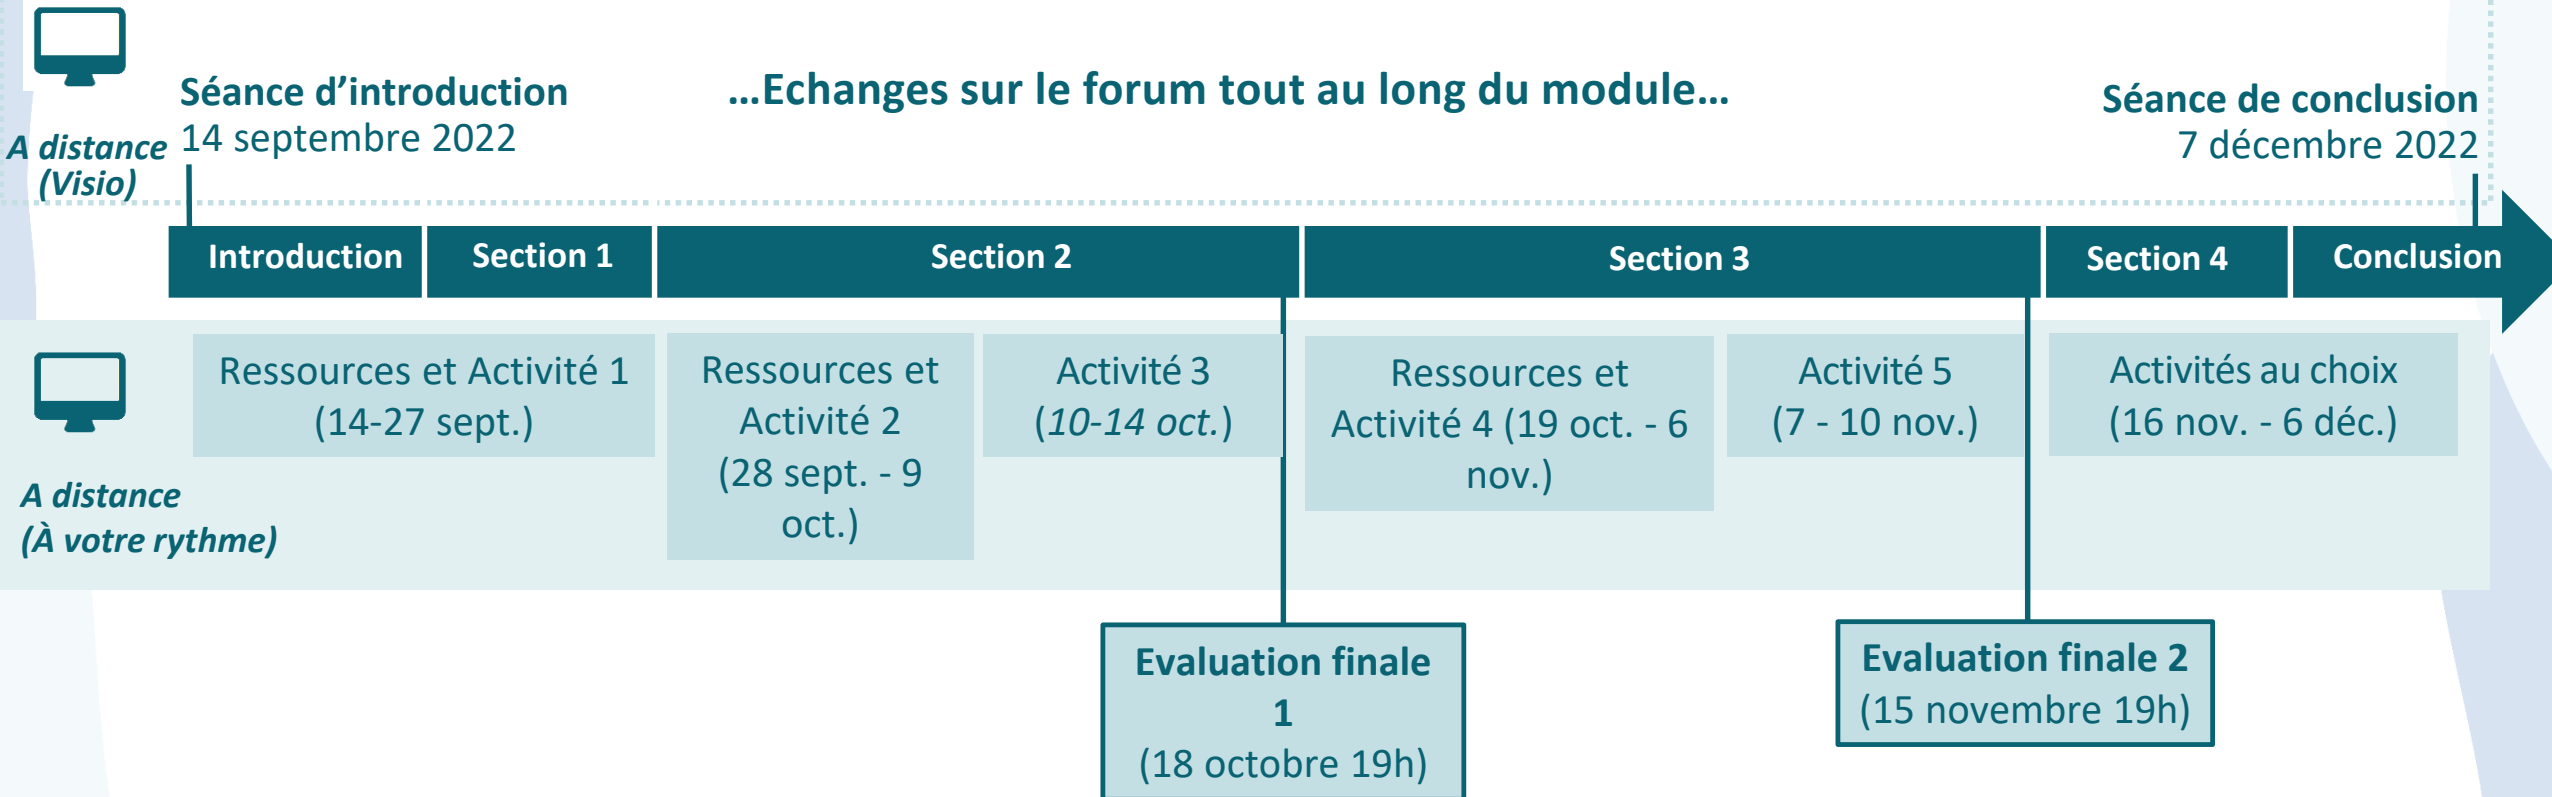 Séance d’introduction
14 septembre 2022
…Echanges sur le forum tout au long du module…
Séance de conclusion
7 décembre 2022
A distance
(Visio)
Introduction
Section 1
Section 2
Section 3
Section 4
Conclusion
Ressources et Activité 1
(14-27 sept.)
Ressources et
Activité 2
(28 sept. - 9
oct.)
Activité 3
(10-14 oct.)
Ressources et
Activité 4 (19 oct. - 6
nov.)
Activité 5
(7 - 10 nov.)
Activités au choix
(16 nov. - 6 déc.)
A distance
(À votre rythme)
Evaluation finale
1
(18 octobre 19h)
Evaluation finale 2
(15 novembre 19h)